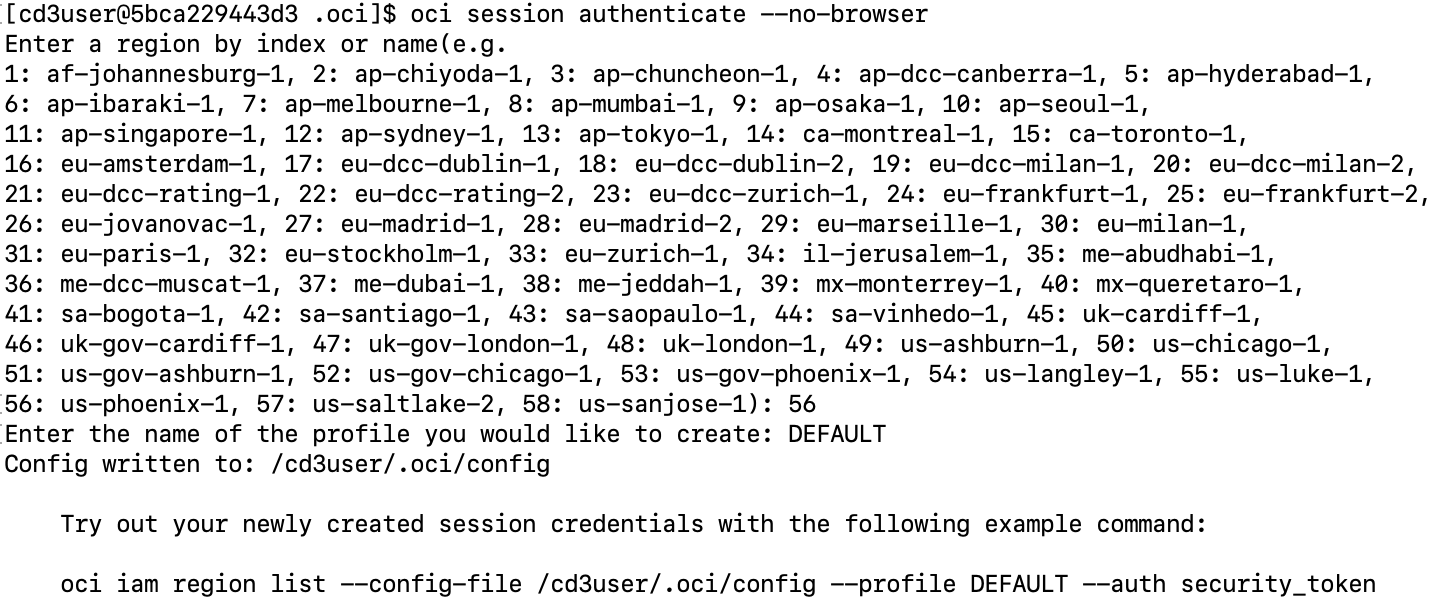 [cd3user@5bca229443d3 .oci]$ oci session authenticate --no-browser
Enter a region by index or name(e.g.
1: af-johannesburg-1, 2: ap-chiyoda-1, 3: ap-chuncheon-1, 4: ap-dcc-canberra-1, 5: ap-hyderabad-1,
6: ap-ibaraki-1, 7: ap-melbourne-1, 8: ap-mumbai-1, 9: ap-osaka-1, 10: ap-seoul-1,
11: ap-singapore-1, 12: ap-sydney-1, 13: ap-tokyo-1, 14: ca-montreal-1, 15: ca-toronto-1,
16: eu-amsterdam-1, 17: eu-dcc-dublin-1, 18: eu-dcc-dublin-2, 19: eu-dcc-milan-1, 20: eu-dcc-milan-2,
21: eu-dcc-rating-1, 22: eu-dcc-rating-2, 23: eu-dcc-zurich-1, 24: eu-frankfurt-1, 25: eu-frankfurt-2,
26: eu-jovanovac-1, 27: eu-madrid-1, 28: eu-madrid-2, 29: eu-marseille-1, 30: eu-milan-1,
31: eu-paris-1, 32: eu-stockholm-1, 33: eu-zurich-1, 34: il-jerusalem-1, 35: me-abudhabi-1,
36: me-dcc-muscat-1, 37: me-dubai-1, 38: me-jeddah-1, 39: mx-monterrey-1, 40: mx-queretaro-1,
41: sa-bogota-1, 42: sa-santiago-1, 43: sa-saopaulo-1, 44: sa-vinhedo-1, 45: uk-cardiff-1,
46: uk-gov-cardiff-1, 47: uk-gov-london-1, 48: uk-london-1, 49: us-ashburn-1, 50: us-chicago-1,
51: us-gov-ashburn-1, 52: us-gov-chicago-1, 53: us-gov-phoenix-1, 54: us-langley-1, 55: us-luke-1,
56: us-phoenix-1, 57: us-saltlake-2, 58: us-sanjose-1): 56
Enter the name of the profile you would like to create: DEFAULT
Config written to: /cd3user/.oci/config
Try out your newly created session credentials with the following example command:
oci iam region list --config-file /cd3user/.oci/config --profile DEFAULT --auth security_token